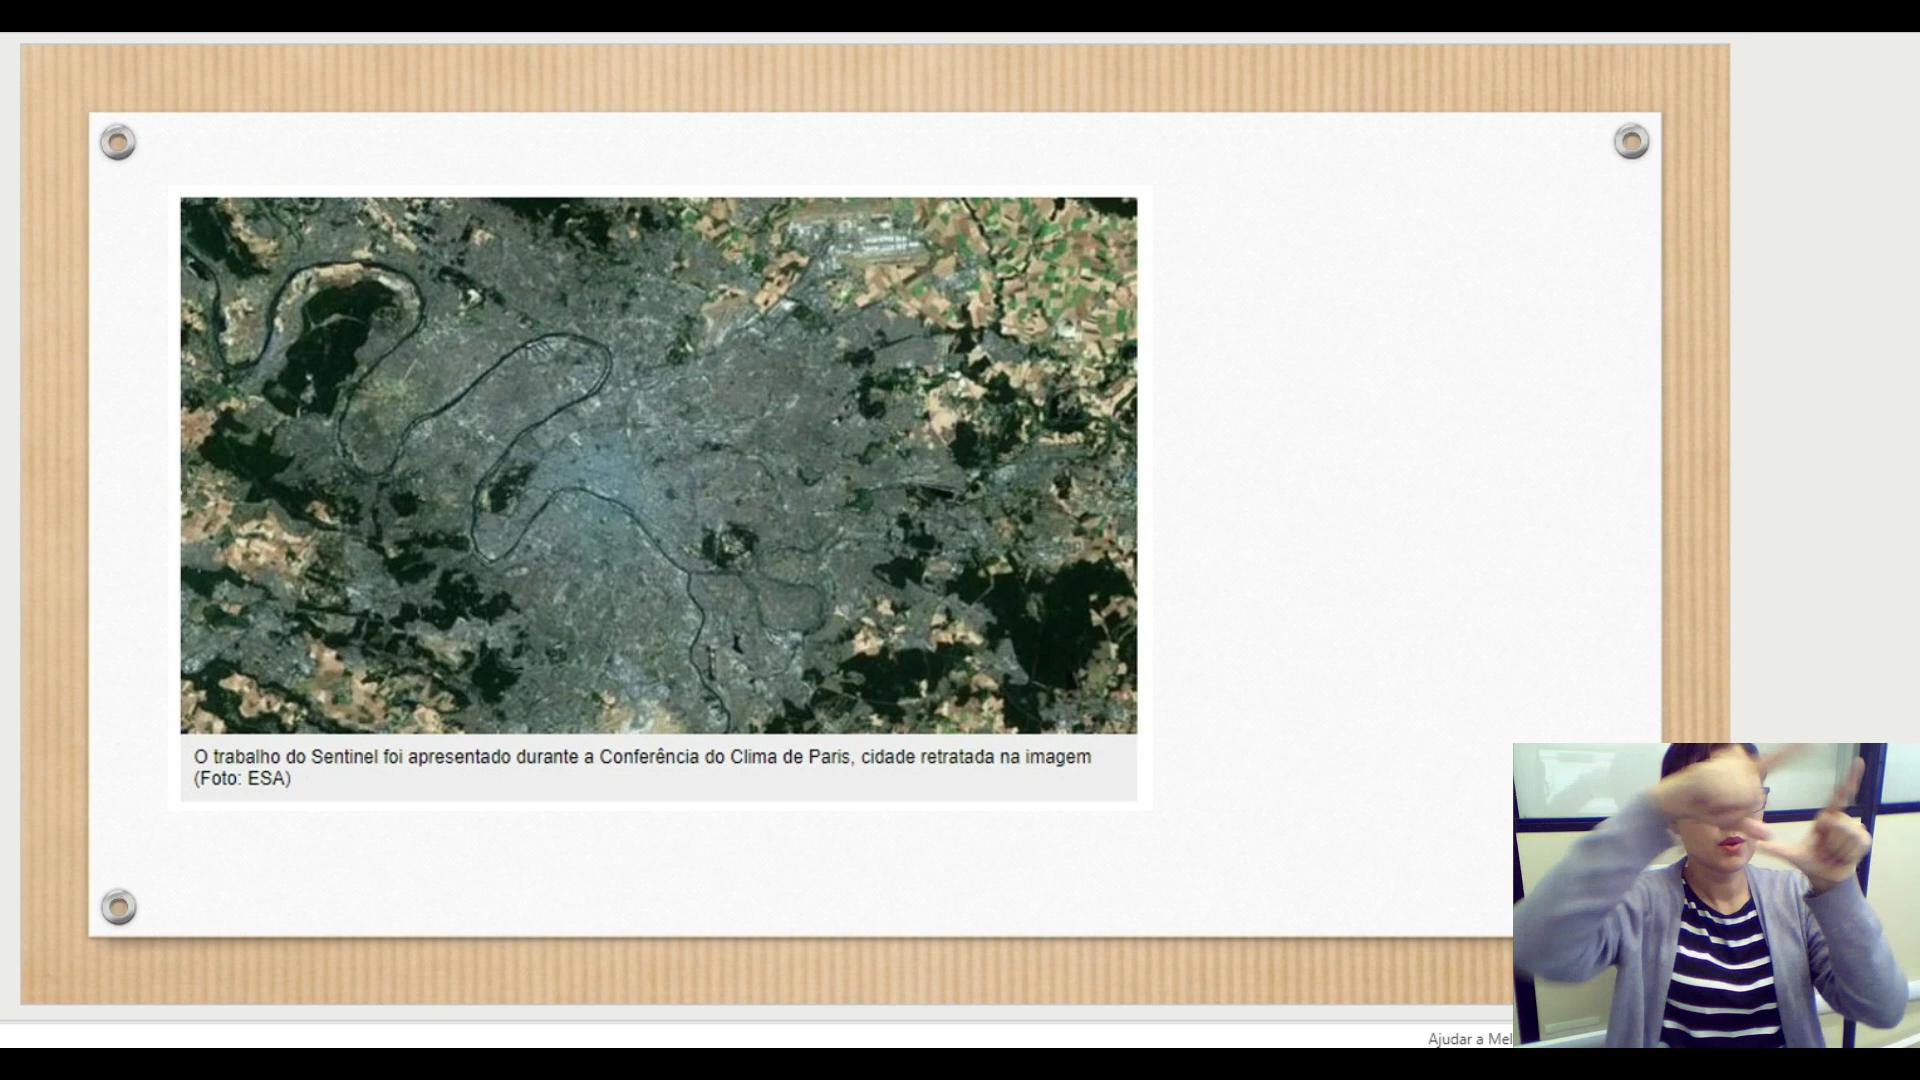 O trabalho do Sentinel foi apresentado durante a Conferência do Clima de Paris, cidade retratada na imagem
(Foto: ESA)
Ajudar a Mel